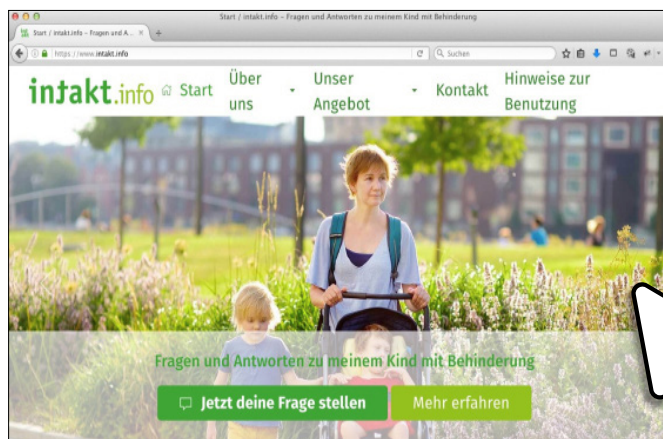 Start / intakt.info – Fragen und Antworten zu meinem Kind mit Behinderung
Start / intakt.info – Fragen und A...
https://www.intakt.info
Suchen
intakt.info
Start
Über uns
Unser Angebot
Kontakt
Hinweise zur Benutzung
Fragen und Antworten zu meinem Kind mit Behinderung
Jetzt deine Frage stellen
Mehr erfahren